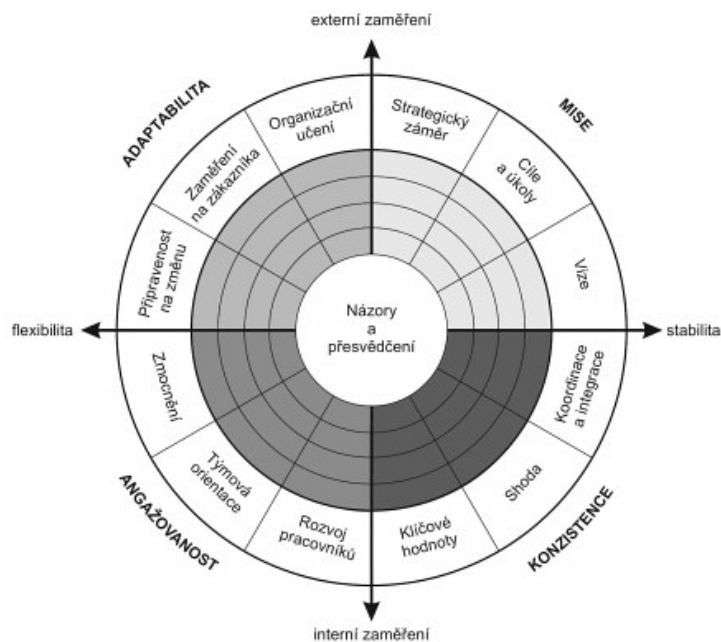 externí zaměření
ADAPTABILITA
MISE
Organizační
učení
Strategický
záměr
Zaměření
na zákazníka
Cíle
a úkoly
Připravenost
na změnu
Vize
Názory
a
přesvědčení
flexibilita
stabilita
Zmocnění
Koordinace
a integrace
Týmová
orientace
Shoda
Rozvoj
pracovníků
Klíčové
hodnoty
ANGAŽOVANOST
KONZISTENCE
interní zaměření